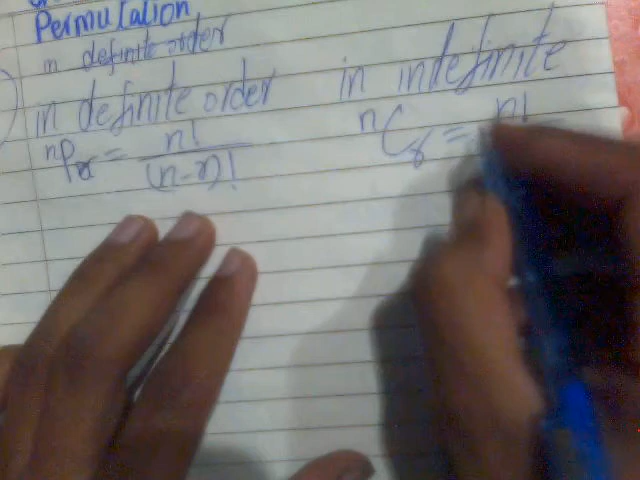 Permutation
in definite order
in definite order in indefinite
nPr = n! / (n-r)! nCr = n!